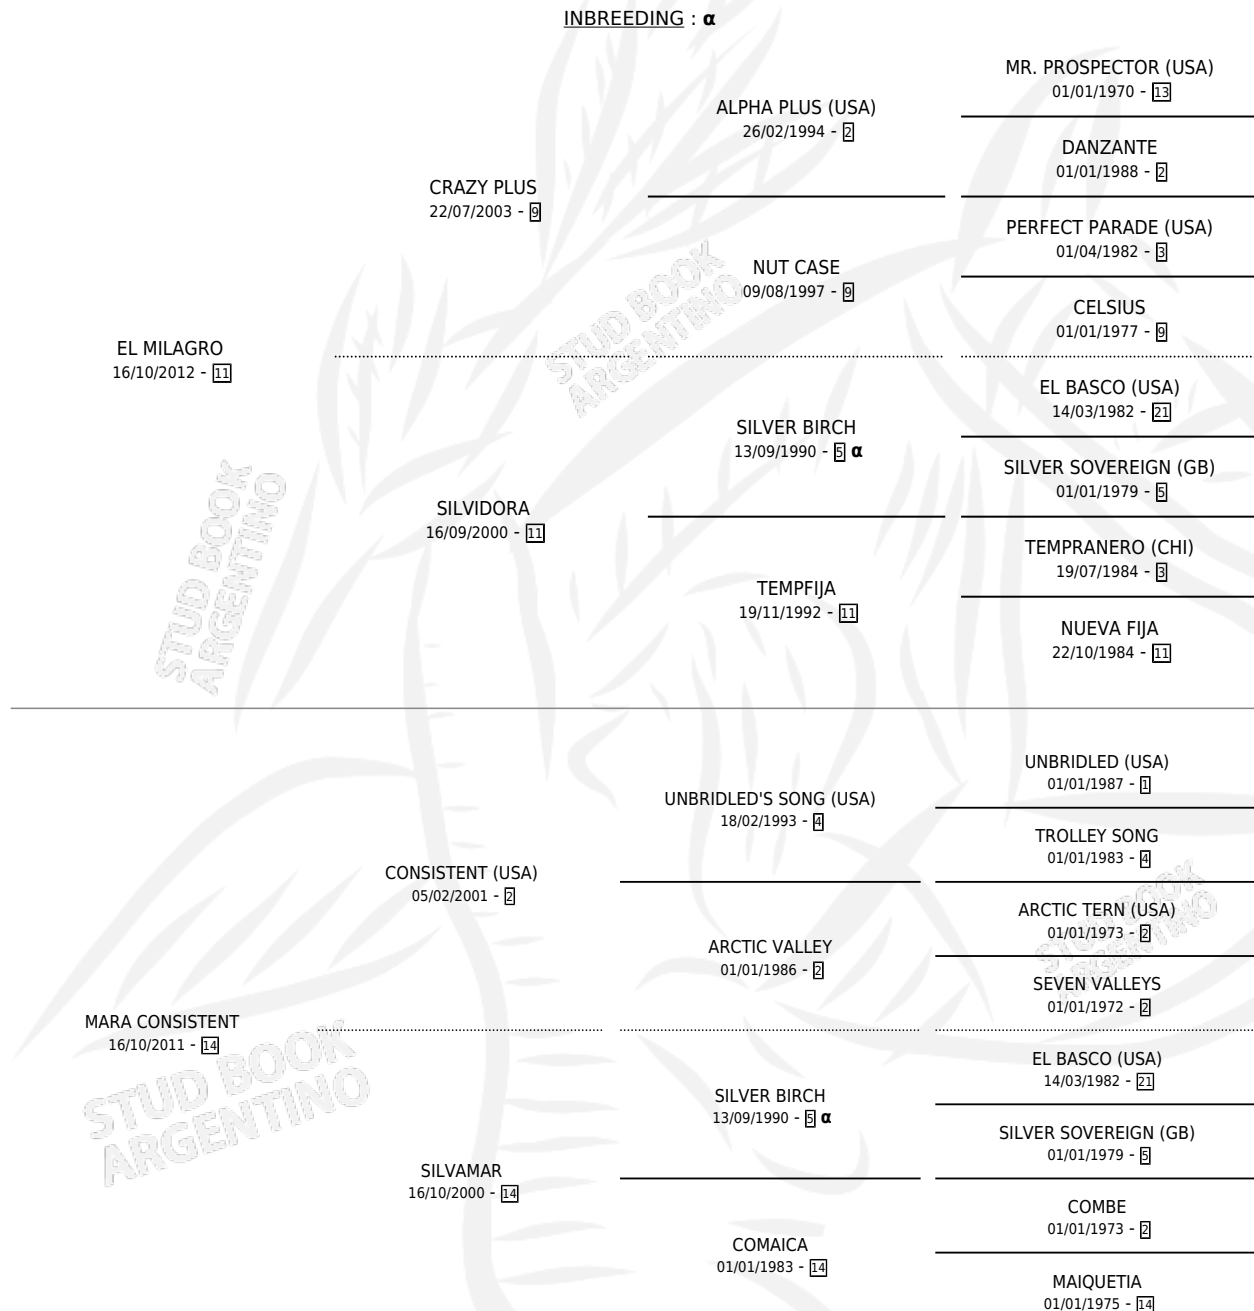 INBREEDING : α
MR. PROSPECTOR (USA)
01/01/1970 - 13
ALPHA PLUS (USA)
26/02/1994 - 2
DANZANTE
01/01/1988 - 2
CRAZY PLUS
22/07/2003 - 9
PERFECT PARADE (USA)
01/04/1982 - 3
NUT CASE
09/08/1997 - 9
CELSIUS
01/01/1977 - 9
EL MILAGRO
16/10/2012 - 11
EL BASCO (USA)
14/03/1982 - 21
SILVER BIRCH
13/09/1990 - 5 α
SILVER SOVEREIGN (GB)
01/01/1979 - 5
SILVIDORA
16/09/2000 - 11
TEMPRANERO (CHI)
19/07/1984 - 3
TEMPFIJA
19/11/1992 - 11
NUEVA FIJA
22/10/1984 - 11
UNBRIDLED (USA)
01/01/1987 - 1
UNBRIDLED'S SONG (USA)
18/02/1993 - 4
TROLLEY SONG
01/01/1983 - 4
CONSISTENT (USA)
05/02/2001 - 2
ARCTIC TERN (USA)
01/01/1973 - 2
ARCTIC VALLEY
01/01/1986 - 2
SEVEN VALLEYS
01/01/1972 - 2
MARA CONSISTENT
16/10/2011 - 14
EL BASCO (USA)
14/03/1982 - 21
SILVER BIRCH
13/09/1990 - 5 α
SILVER SOVEREIGN (GB)
01/01/1979 - 5
SILVAMAR
16/10/2000 - 14
COMBE
01/01/1973 - 2
COMAICA
01/01/1983 - 14
MAIQUETIA
01/01/1975 - 14
STUD BOOK
ARGENTINO
STUD BOOK
ARGENTINO
STUD BOOK
ARGENTINO
STUD BOOK
ARGENTINO